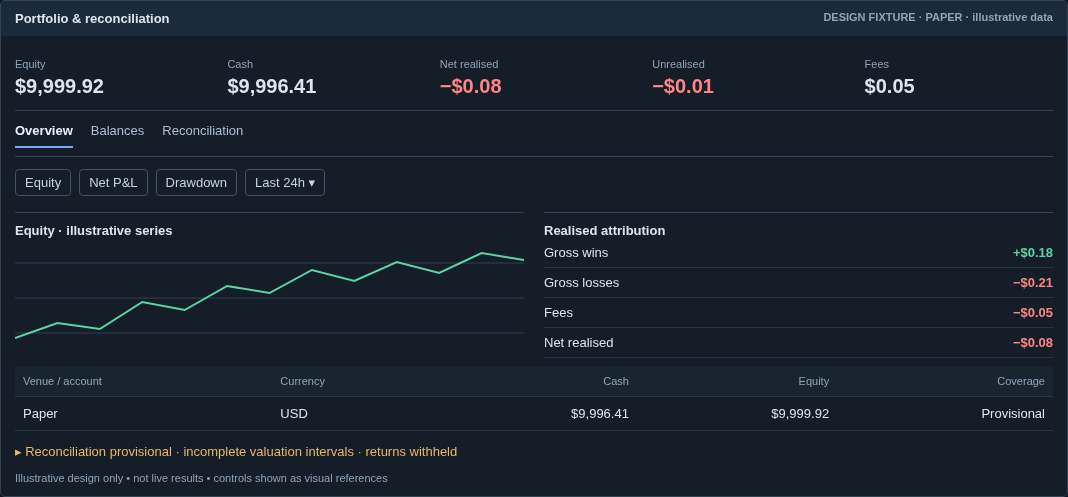 Portfolio & reconciliation DESIGN FIXTURE · PAPER · illustrative data
Equity Cash Net realised Unrealised Fees
$9,999.92 $9,996.41 −$0.08 −$0.01 $0.05
Overview Balances Reconciliation
Equity Net P&L Drawdown Last 24h ▾
Equity · illustrative series
Realised attribution
Gross wins +$0.18
Gross losses −$0.21
Fees −$0.05
Net realised −$0.08
Venue / account Currency Cash Equity Coverage
Paper USD $9,996.41 $9,999.92 Provisional
▸ Reconciliation provisional · incomplete valuation intervals · returns withheld
Illustrative design only • not live results • controls shown as visual references